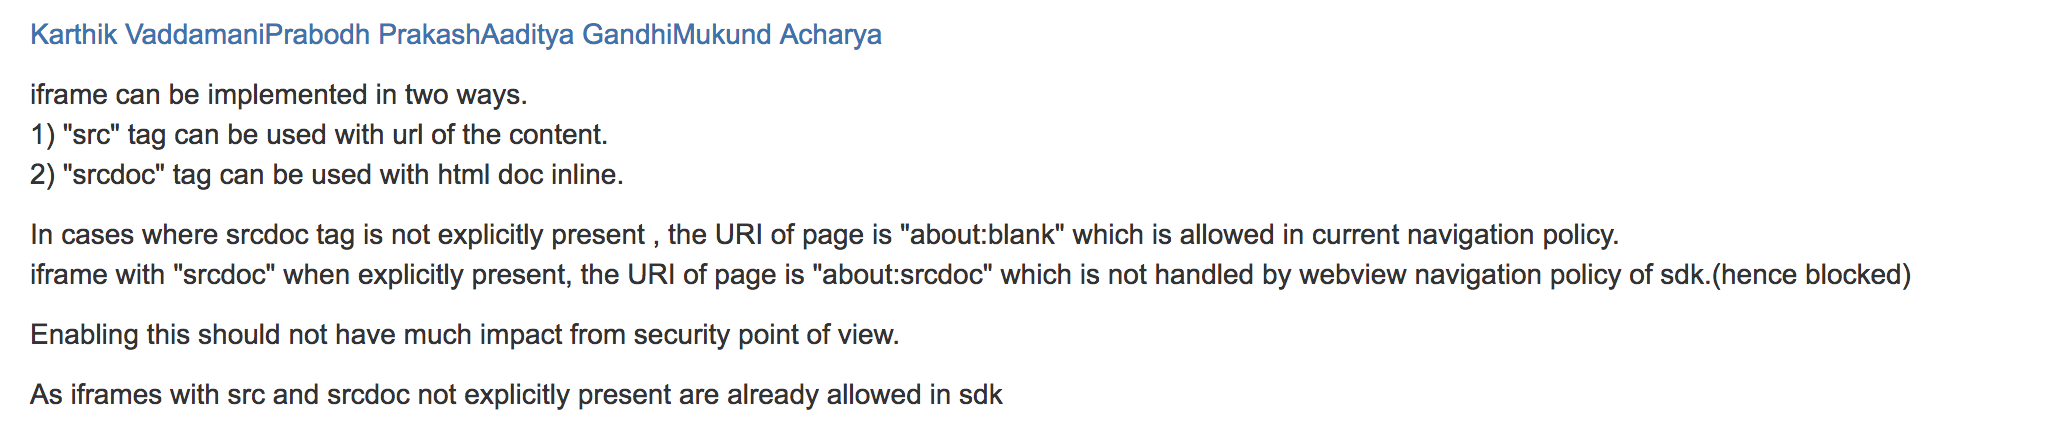 Karthik VaddamaniPrabodh PrakashAaditya GandhiMukund Acharya
iframe can be implemented in two ways.
1) "src" tag can be used with url of the content.
2) "srcdoc" tag can be used with html doc inline.
In cases where srcdoc tag is not explicitly present , the URI of page is "about:blank" which is allowed in current navigation policy.
iframe with "srcdoc" when explicitly present, the URI of page is "about:srcdoc" which is not handled by webview navigation policy of sdk.(hence blocked)
Enabling this should not have much impact from security point of view.
As iframes with src and srcdoc not explicitly present are already allowed in sdk